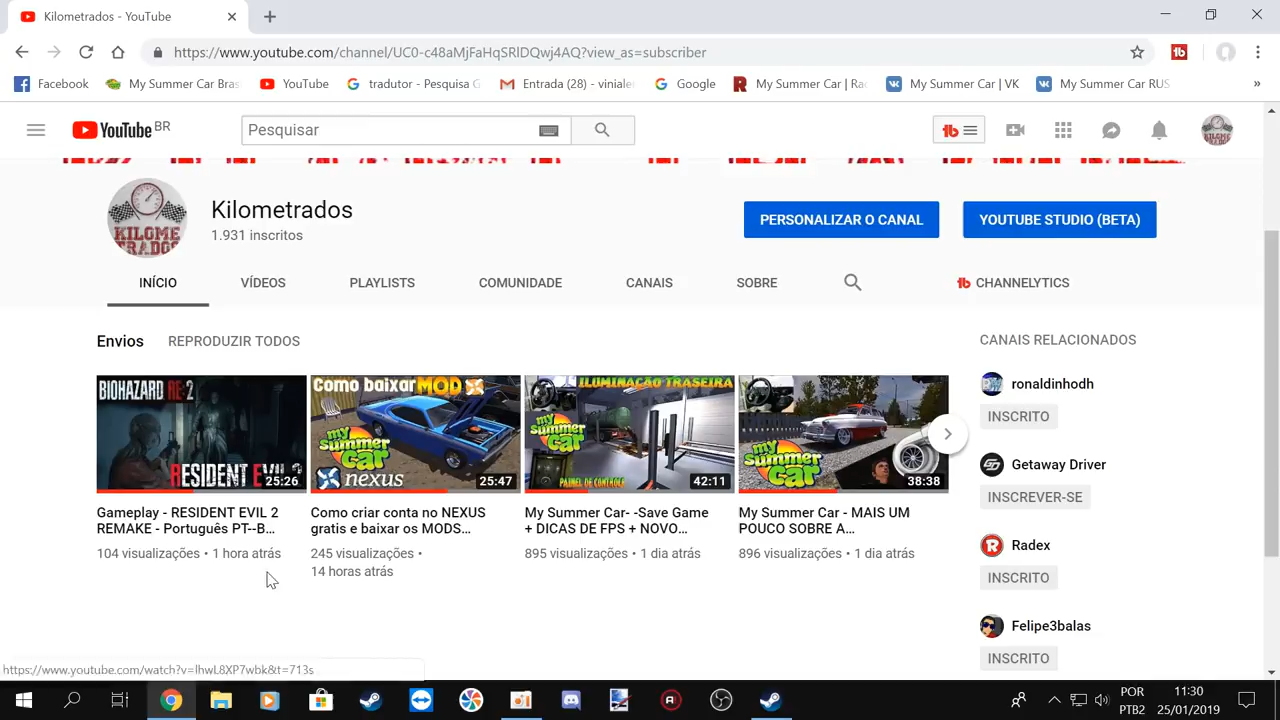 Kilometrados - YouTube
https://www.youtube.com/channel/UC0-c48aMjFaHqSRlDQwj4AQ?view_as=subscriber
Facebook My Summer Car Bras YouTube tradutor - Pesquisa G Entrada (28) - viniale Google My Summer Car | Ra My Summer Car | VK My Summer Car RUS »
YouTube BR Pesquisar tb
KILOME TRADOS
Kilometrados
1.931 inscritos
PERSONALIZAR O CANAL YOUTUBE STUDIO (BETA)
INÍCIO VÍDEOS PLAYLISTS COMUNIDADE CANAIS SOBRE tb CHANNELYTICS
Envios REPRODUZIR TODOS
BIOHAZARD RE:2
RESIDENT EVIL 2
25:26
Como baixar MOD
my summer car
nexus
25:47
ILUMINAÇÃO TRASEIRA
my summer car
PAINEL DE CONTROLE
42:11
my summer car
38:38
Gameplay - RESIDENT EVIL 2
REMAKE - Português PT--B...
104 visualizações • 1 hora atrás
Como criar conta no NEXUS
gratis e baixar os MODS...
245 visualizações •
14 horas atrás
My Summer Car- -Save Game
+ DICAS DE FPS + NOVO...
895 visualizações • 1 dia atrás
My Summer Car - MAIS UM
POUCO SOBRE A...
896 visualizações • 1 dia atrás
CANAIS RELACIONADOS
ronaldinhodh
INSCRITO
Getaway Driver
INSCREVER-SE
Radex
INSCRITO
Felipe3balas
INSCRITO
https://www.youtube.com/watch?v=lhwL8XP7wbk&t=713s
POR
PTB2
11:30
25/01/2019